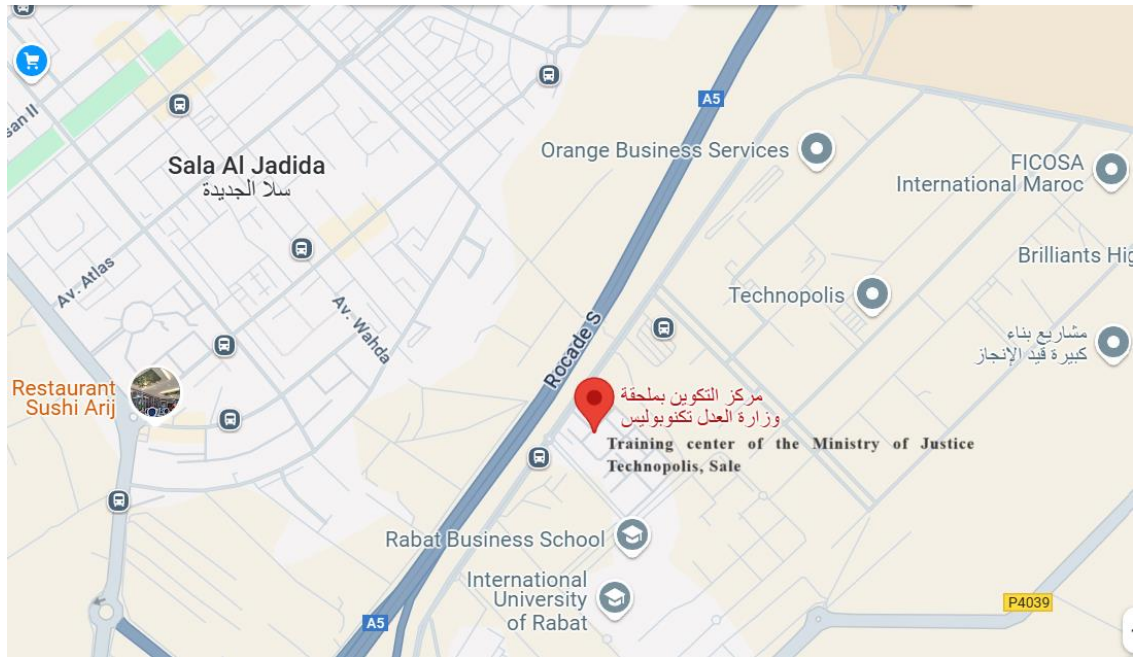 san II
A5
Orange Business Services
FICOSA
International Maroc
Sala Al Jadida
سلا الجديدة
Brilliants Hig
Av. Atlas
Av. Wahda
Technopolis
Rocade S
مشاريع بناء
كبيرة قيد الإنجاز
Restaurant
Sushi Arij
مركز التكوين بملحقة
وزارة العدل تكنوبوليس
Training center of the Ministry of Justice
Technopolis, Sale
Rabat Business School
International
University
of Rabat
P4039
A5